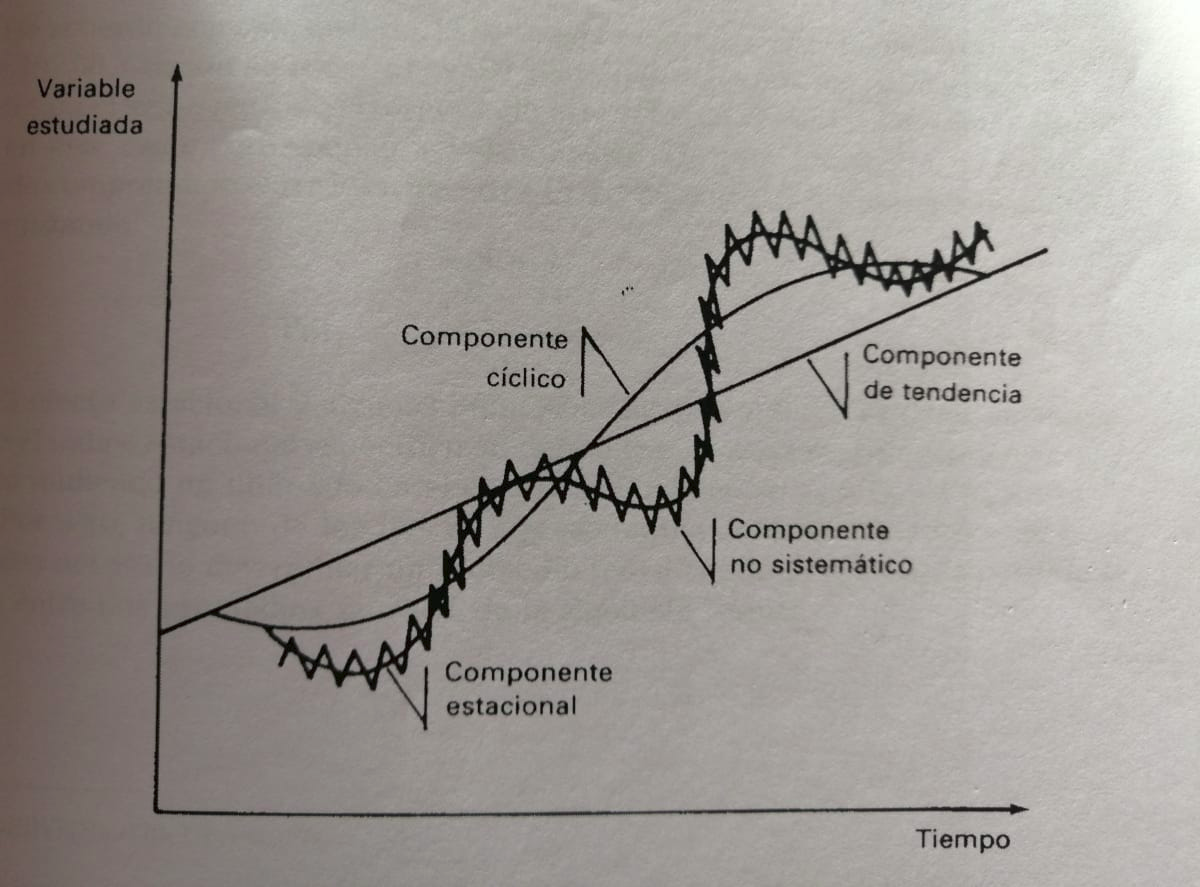 Variable
estudiada
Componente
cíclico
Componente
de tendencia
Componente
no sistemático
Componente
estacional
Tiempo